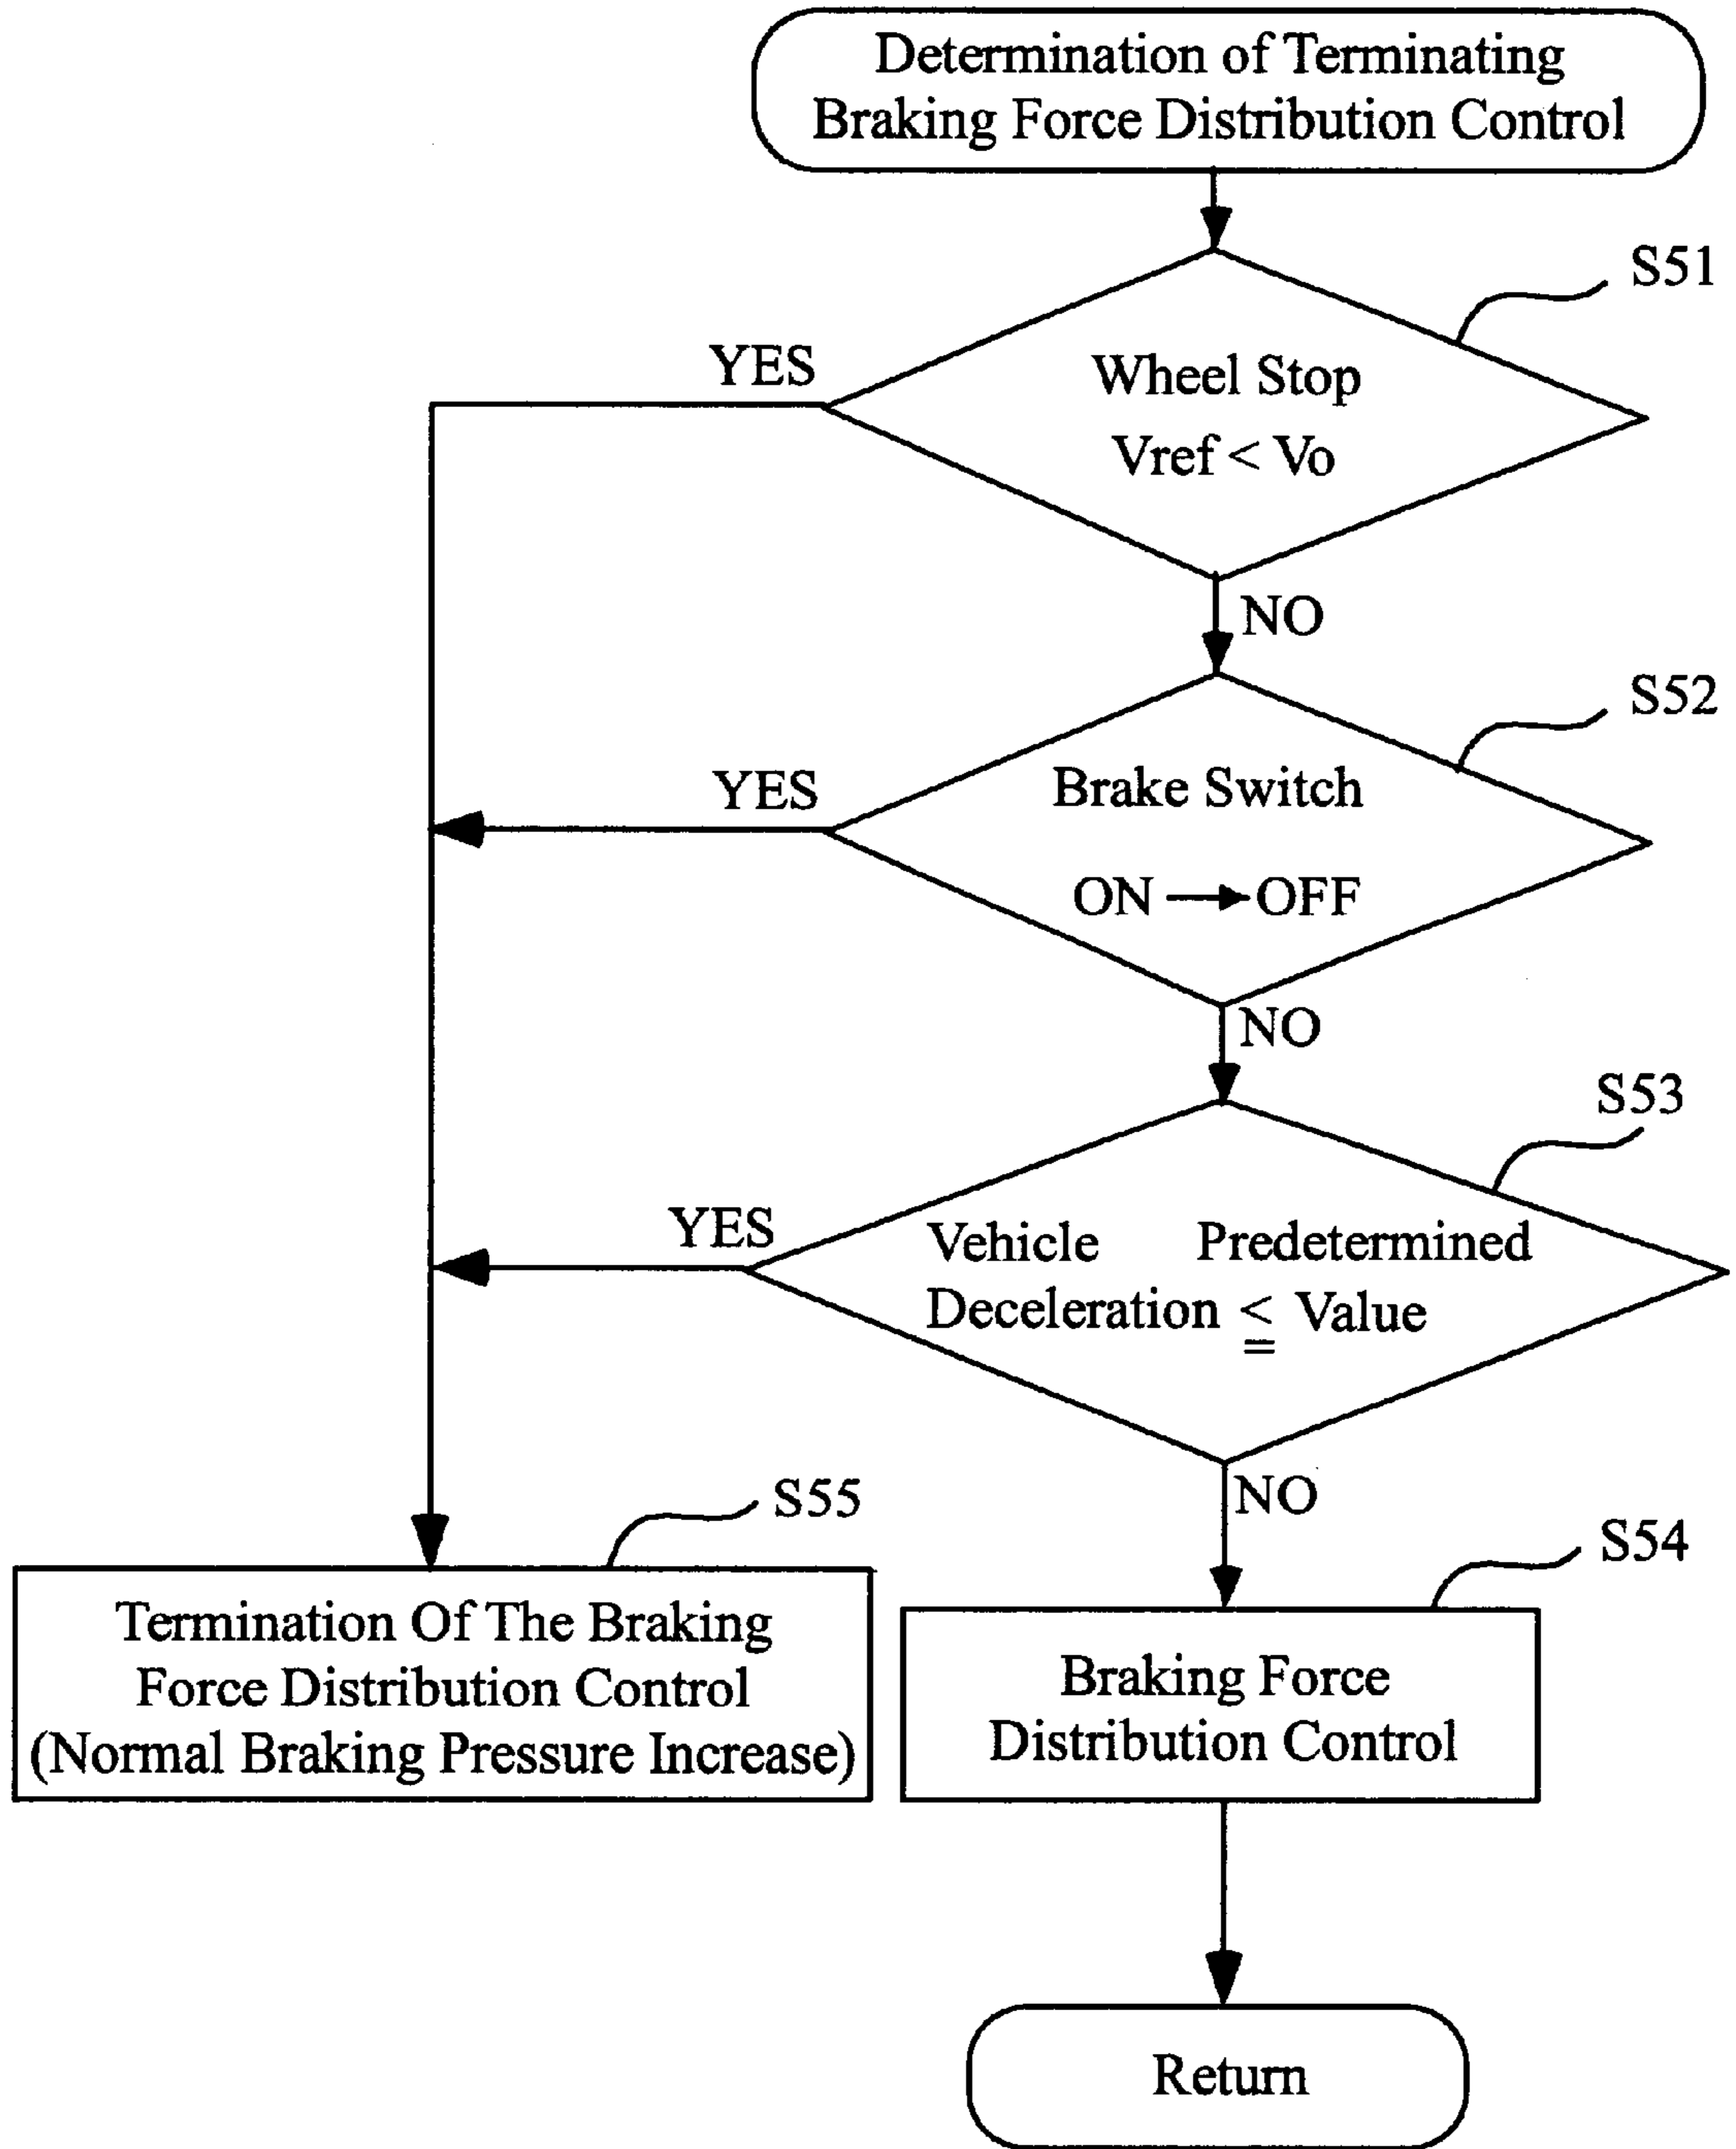 Determination of Terminating
Braking Force Distribution Control
S51
YES
Wheel Stop
Vref < Vo
NO
S52
YES
Brake Switch
ON → OFF
NO
S53
YES
Vehicle Predetermined
Deceleration ≦ Value
NO
S55
S54
Termination Of The Braking
Force Distribution Control
(Normal Braking Pressure Increase)
Braking Force
Distribution Control
Return